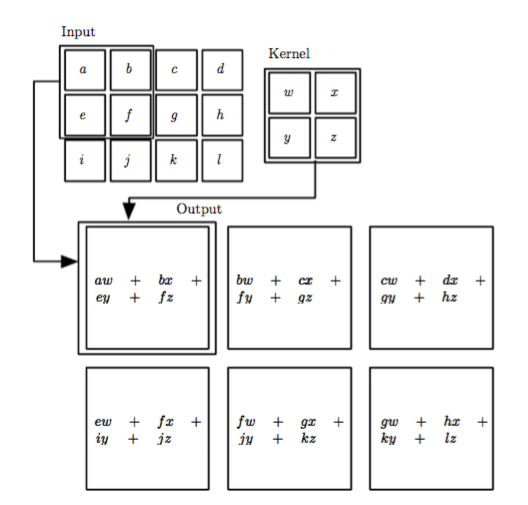 Input
a b c d
Kernel
e f g h
w x
i j k l
y z
Output
aw + bx +
ey + fz
bw + cx +
fy + gz
cw + dx +
gy + hz
ew + fx +
iy + jz
fw + gx +
jy + kz
gw + hx +
ky + lz